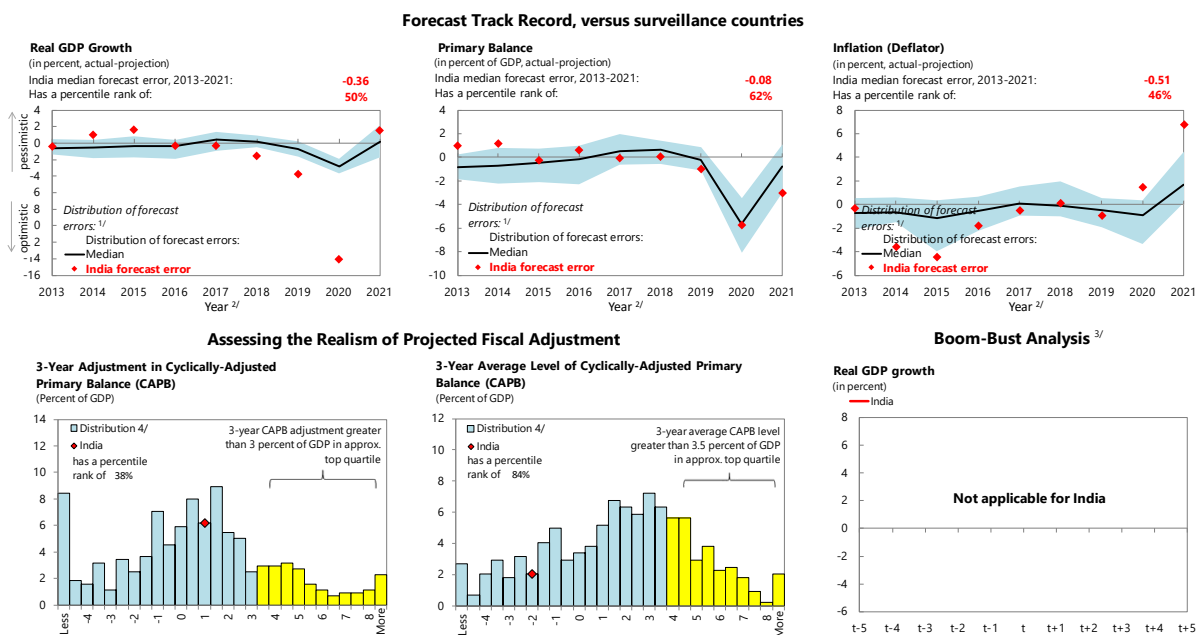 Forecast Track Record, versus surveillance countries
Real GDP Growth
(in percent, actual-projection)
India median forecast error, 2013-2021: -0.36
Has a percentile rank of: 50%
4
2
0
-2
-4
-6
-8
0
2
-14
-16
pessimistic
optimistic
Distribution of forecast
errors: 1/
Distribution of forecast errors:
Median
India forecast error
2013 2014 2015 2016 2017 2018 2019 2020 2021
Year 2/
Primary Balance
(in percent of GDP, actual-projection)
India median forecast error, 2013-2021: -0.08
Has a percentile rank of: 62%
4
2
0
-2
-4
-6
-8
-10
Distribution of forecast
errors: 1/
Distribution of forecast errors:
Median
India forecast error
2013 2014 2015 2016 2017 2018 2019 2020 2021
Year 2/
Inflation (Deflator)
(in percent, actual-projection)
India median forecast error, 2013-2021: -0.51
Has a percentile rank of: 46%
8
6
4
2
0
-2
-4
-6
Distribution of forecast
errors: 1/
Distribution of forecast errors:
Median
India forecast error
2013 2014 2015 2016 2017 2018 2019 2020 2021
Year 2/
Assessing the Realism of Projected Fiscal Adjustment
3-Year Adjustment in Cyclically-Adjusted
Primary Balance (CAPB)
(Percent of GDP)
14
12
10
8
6
4
2
0
Distribution 4/
India
has a percentile
rank of 38%
3-year CAPB adjustment greater
than 3 percent of GDP in approx.
top quartile
Less -4 -3 -2 -1 0 1 2 3 4 5 6 7 8 More
3-Year Average Level of Cyclically-Adjusted Primary
Balance (CAPB)
(Percent of GDP)
12
10
8
6
4
2
0
Distribution 4/
India
has a percentile
rank of 84%
3-year average CAPB level
greater than 3.5 percent of GDP
in approx. top quartile
Less -4 -3 -2 -1 0 1 2 3 4 5 6 7 8 More
Boom-Bust Analysis 3/
Real GDP growth
(in percent)
India
8
6
4
2
0
-2
-4
-6
Not applicable for India
t-5 t-4 t-3 t-2 t-1 t t+1 t+2 t+3 t+4 t+5